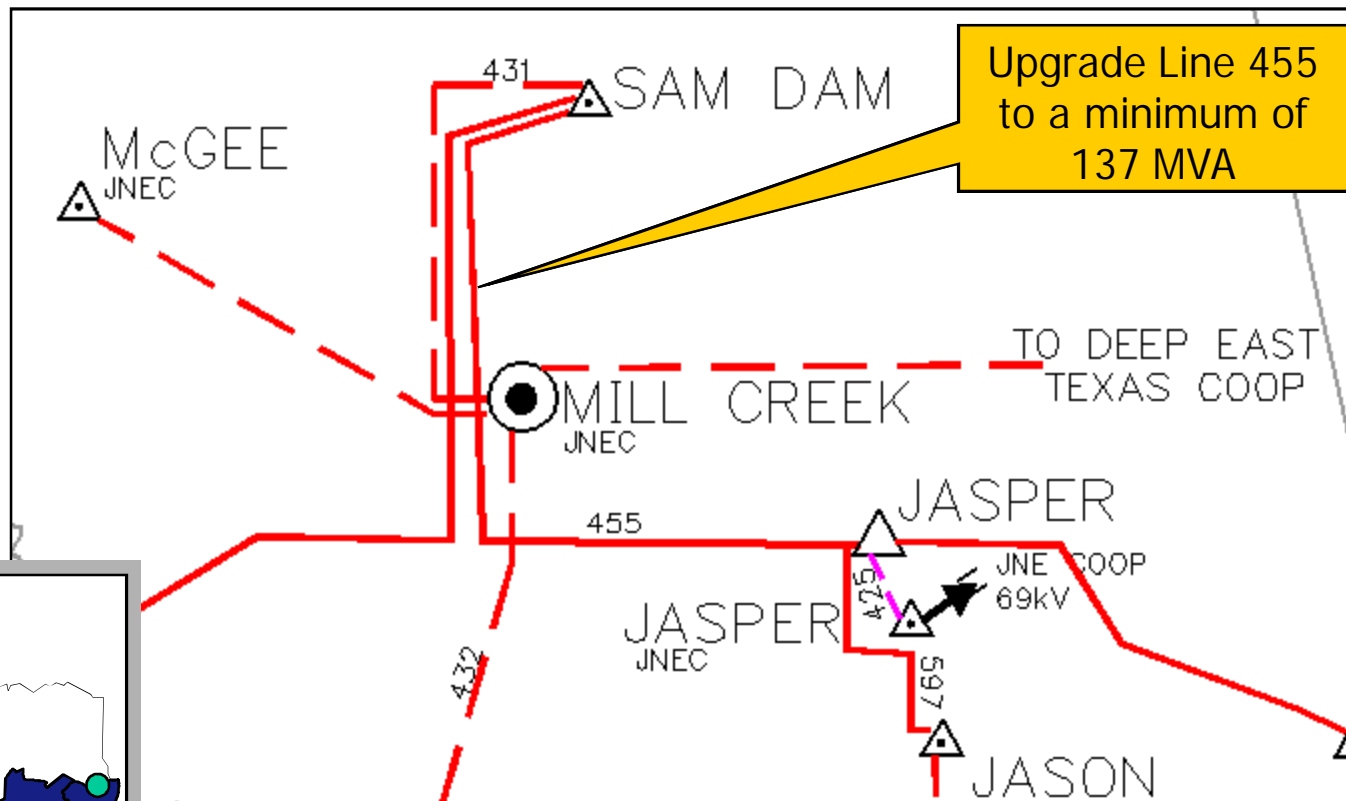 431
SAM DAM
Upgrade Line 455
to a minimum of
137 MVA
McGEE
JNEC
TO DEEP EAST
TEXAS COOP
MILL CREEK
JNEC
JASPER
455
JNE COOP
69kV
425
JASPER
JNEC
432
597
JASON